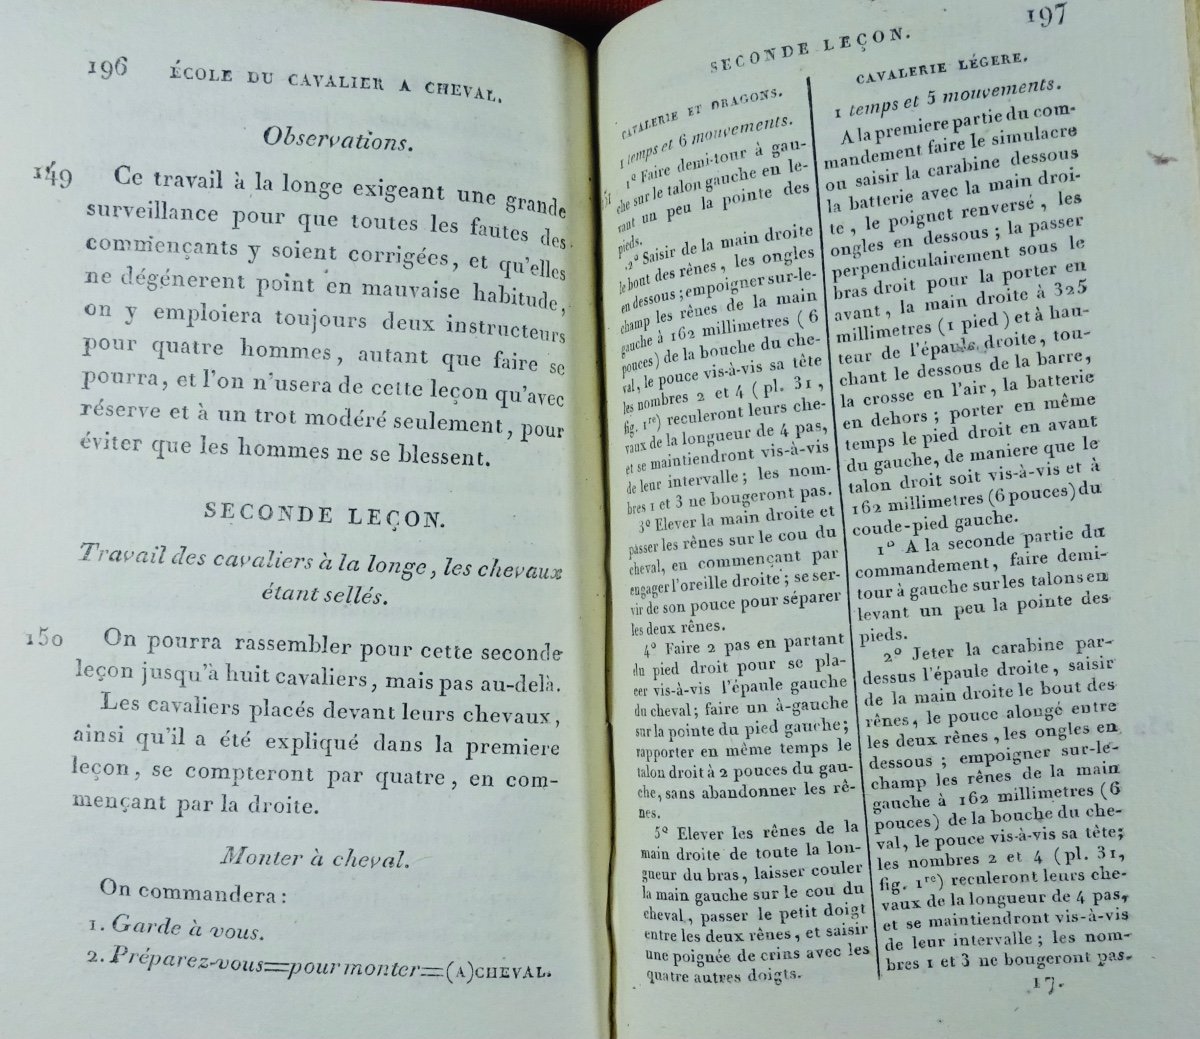 196 ÉCOLE DU CAVALIER A CHEVAL.
Observations.
149 Ce travail à la longe exigeant une grande
surveillance pour que toutes les fautes des
commençants y soient corrigées, et qu'elles
ne dégénerent point en mauvaise habitude,
on y emploiera toujours deux instructeurs
pour quatre hommes, autant que faire se
pourra, et l'on n'usera de cette leçon qu'avec
réserve et à un trot modéré seulement, pour
éviter que les hommes ne se blessent.
SECONDE LEÇON.
Travail des cavaliers à la longe, les chevaux
étant sellés.
150 On pourra rassembler pour cette seconde
leçon jusqu'à huit cavaliers, mais pas au-delà.
Les cavaliers placés devant leurs chevaux,
ainsi qu'il a été expliqué dans la premiere
leçon, se compteront par quatre, en com-
mençant par la droite.
Monter à cheval.
On commandera :
1. Garde à vous.
2. Préparez-vous=pour monter=(A)CHEVAL.
SECONDE LEÇON. 197
CAVALERIE ET DRAGONS.
1 temps et 6 mouvements.
1° Faire demi-tour à gau-
che sur le talon gauche en le-
vant un peu la pointe des
pieds.
2° Saisir de la main droite
le bout des rênes, les ongles
en dessous ; empoigner sur-le-
champ les rênes de la main
gauche à 162 millimetres (6
pouces) de la bouche du che-
val, le pouce vis-à-vis sa tête
les nombres 2 et 4 (pl. 31,
fig. 1re) reculeront leurs che-
vaux de la longueur de 4 pas,
et se maintiendront vis-à-vis
de leur intervalle ; les nom-
bres 1 et 3 ne bougeront pas.
3° Elever la main droite et
passer les rênes sur le cou du
cheval, en commençant par
engager l'oreille droite ; se ser-
vir de son pouce pour séparer
les deux rênes.
4° Faire 2 pas en partant
du pied droit pour se pla-
cer vis-à-vis l'épaule gauche
du cheval ; faire un à-gauche
sur la pointe du pied gauche ;
rapporter en même temps le
talon droit à 2 pouces du gau-
che, sans abandonner les rê-
nes.
5° Elever les rênes de la
main droite de toute la lon-
gueur du bras, laisser couler
la main gauche sur le cou du
cheval, passer le petit doigt
entre les deux rênes, et saisir
une poignée de crins avec les
quatre autres doigts.
CAVALERIE LÉGERE.
1 temps et 5 mouvements.
A la premiere partie du com-
mandement faire le simulacre
ou saisir la carabine dessous
la batterie avec la main droi-
te, le poignet renversé, les
ongles en dessous ; la passer
perpendiculairement sous le
bras droit pour la porter en
avant, la main droite à 325
millimetres (1 pied) et à hau-
teur de l'épaule droite, tou-
chant le dessous de la barre,
la crosse en l'air, la batterie
en dehors ; porter en même
temps le pied droit en avant
du gauche, de maniere que le
talon droit soit vis-à-vis et à
162 millimetres (6 pouces) du
coude-pied gauche.
1° A la seconde partie du
commandement, faire demi-
tour à gauche sur les talons en
levant un peu la pointe des
pieds.
2° Jeter la carabine par-
dessus l'épaule droite, saisir
de la main droite le bout des
rênes, le pouce alongé entre
les deux rênes, les ongles en
dessous ; empoigner sur-le-
champ les rênes de la main
gauche à 162 millimetres (6
pouces) de la bouche du che-
val, le pouce vis-à-vis sa tête ;
les nombres 2 et 4 (pl. 31,
fig. 1re) reculeront leurs che-
vaux de la longueur de 4 pas,
et se maintiendront vis-à-vis
de leur intervalle ; les nom-
bres 1 et 3 ne bougeront pas.
17.